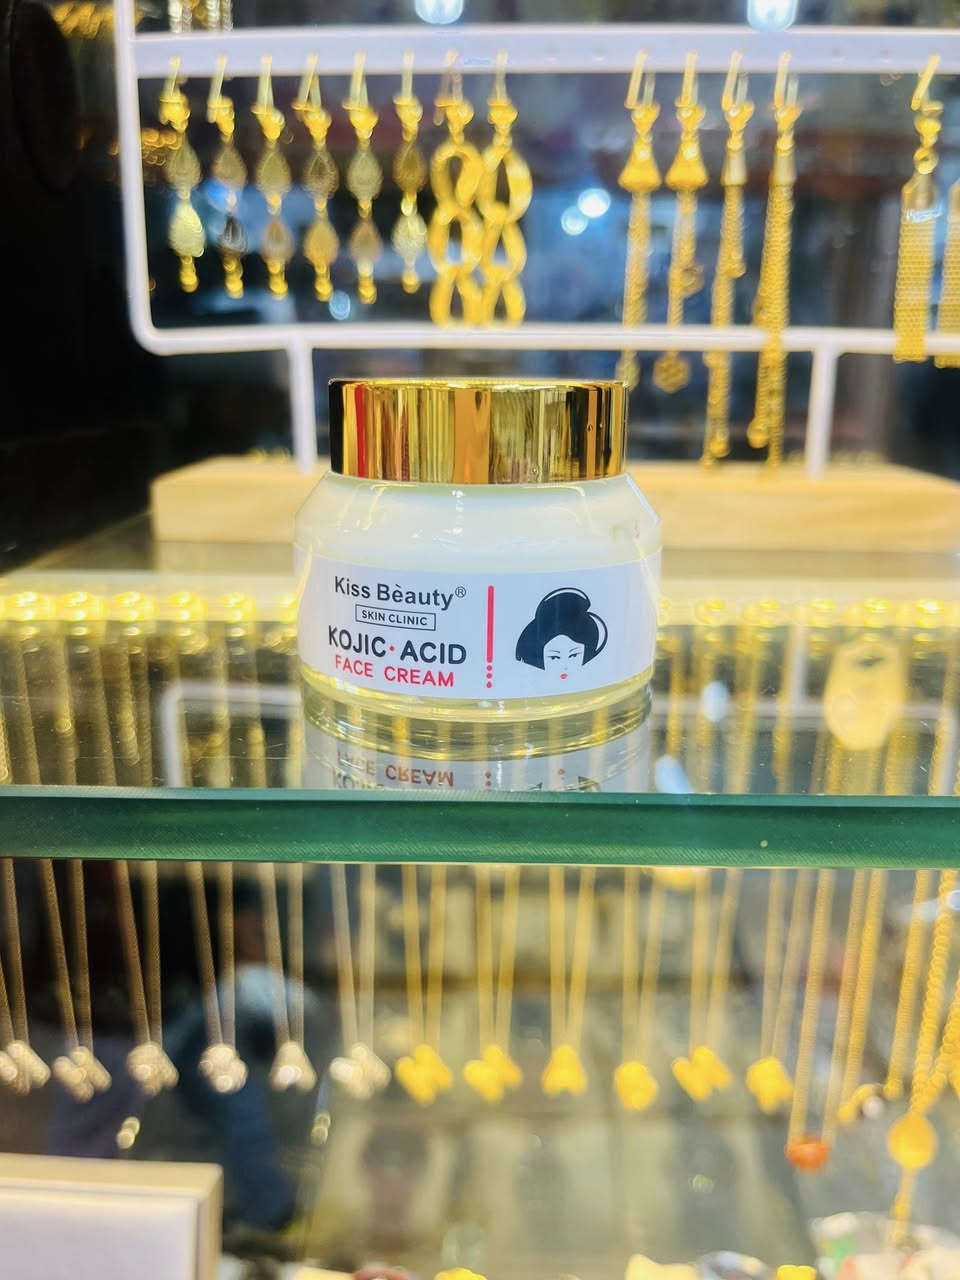 Kiss Bèauty®
SKIN CLINIC
KOJIC·ACID
FACE CREAM